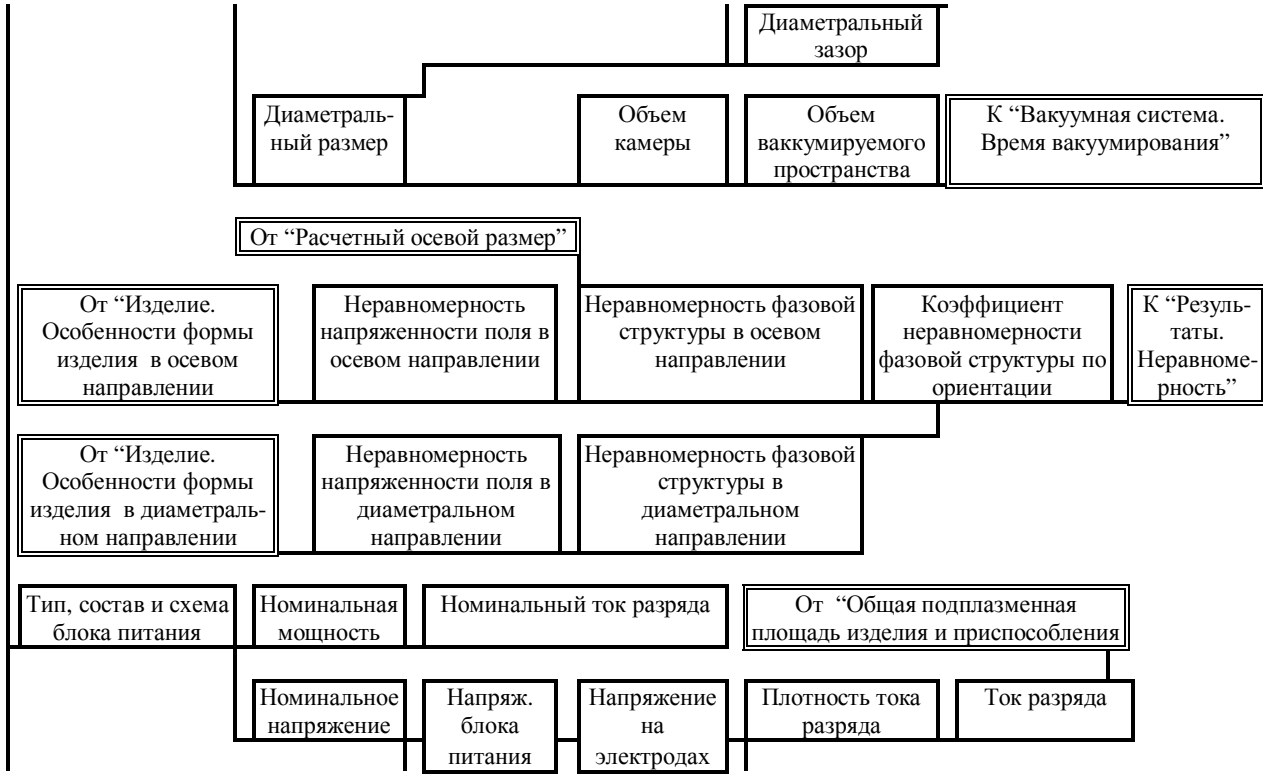 Диаметральный
зазор
Диаметраль-
ный размер
Объем
камеры
Объем
ваккумируемого
пространства
К “Вакуумная система.
Время вакуумирования”
От “Расчетный осевой размер”
От “Изделие.
Особенности формы
изделия в осевом
направлении
Неравномерность
напряженности поля в
осевом направлении
Неравномерность фазовой
структуры в осевом
направлении
Коэффициент
неравномерности
фазовой структуры по
ориентации
К “Резуль-
таты.
Неравноме-
рность”
От “Изделие.
Особенности формы
изделия в диаметраль-
ном направлении
Неравномерность
напряженности поля в
диаметральном
направлении
Неравномерность фазовой
структуры в
диаметральном
направлении
Тип, состав и схема
блока питания
Номинальная
мощность
Номинальный ток разряда
От “Общая подплазменная
площадь изделия и приспособления
Номинальное
напряжение
Напряж.
блока
питания
Напряжение
на
электродах
Плотность тока
разряда
Ток разряда